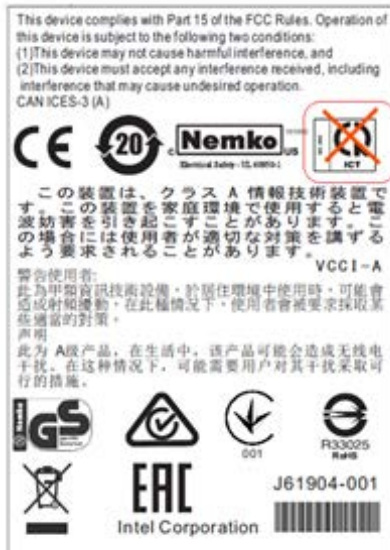 This device complies with Part 15 of the FCC Rules. Operation of
this device is subject to the following two conditions:
(1)This device may not cause harmful interference, and
(2)This device must accept any interference received, including
interference that may cause undesired operation.
CAN ICES-3 (A)
CE
20
c Nemko US
ICT
この装置は、クラス A 情報技術装置で
す。この装置を家庭環境で使用すると電
波妨害を引き起こすことがあります。こ
の場合には使用者が適切な対策を講ずる
よう要求されることがあります。
VCCI-A
警告使用者:
此為甲類資訊技術設備，於居住環境中使用時，可能會
造成射頻擾動，在此種情況下，使用者會被要求採取某
些適當的對策。
声明
此为 A级产品，在生活中，该产品可能会造成无线电
干扰。在这种情况下，可能需要用户对其干扰采取可
行的措施。
Nemko
GS
001
R33025
RoHS
EAC
J61904-001
Intel Corporation